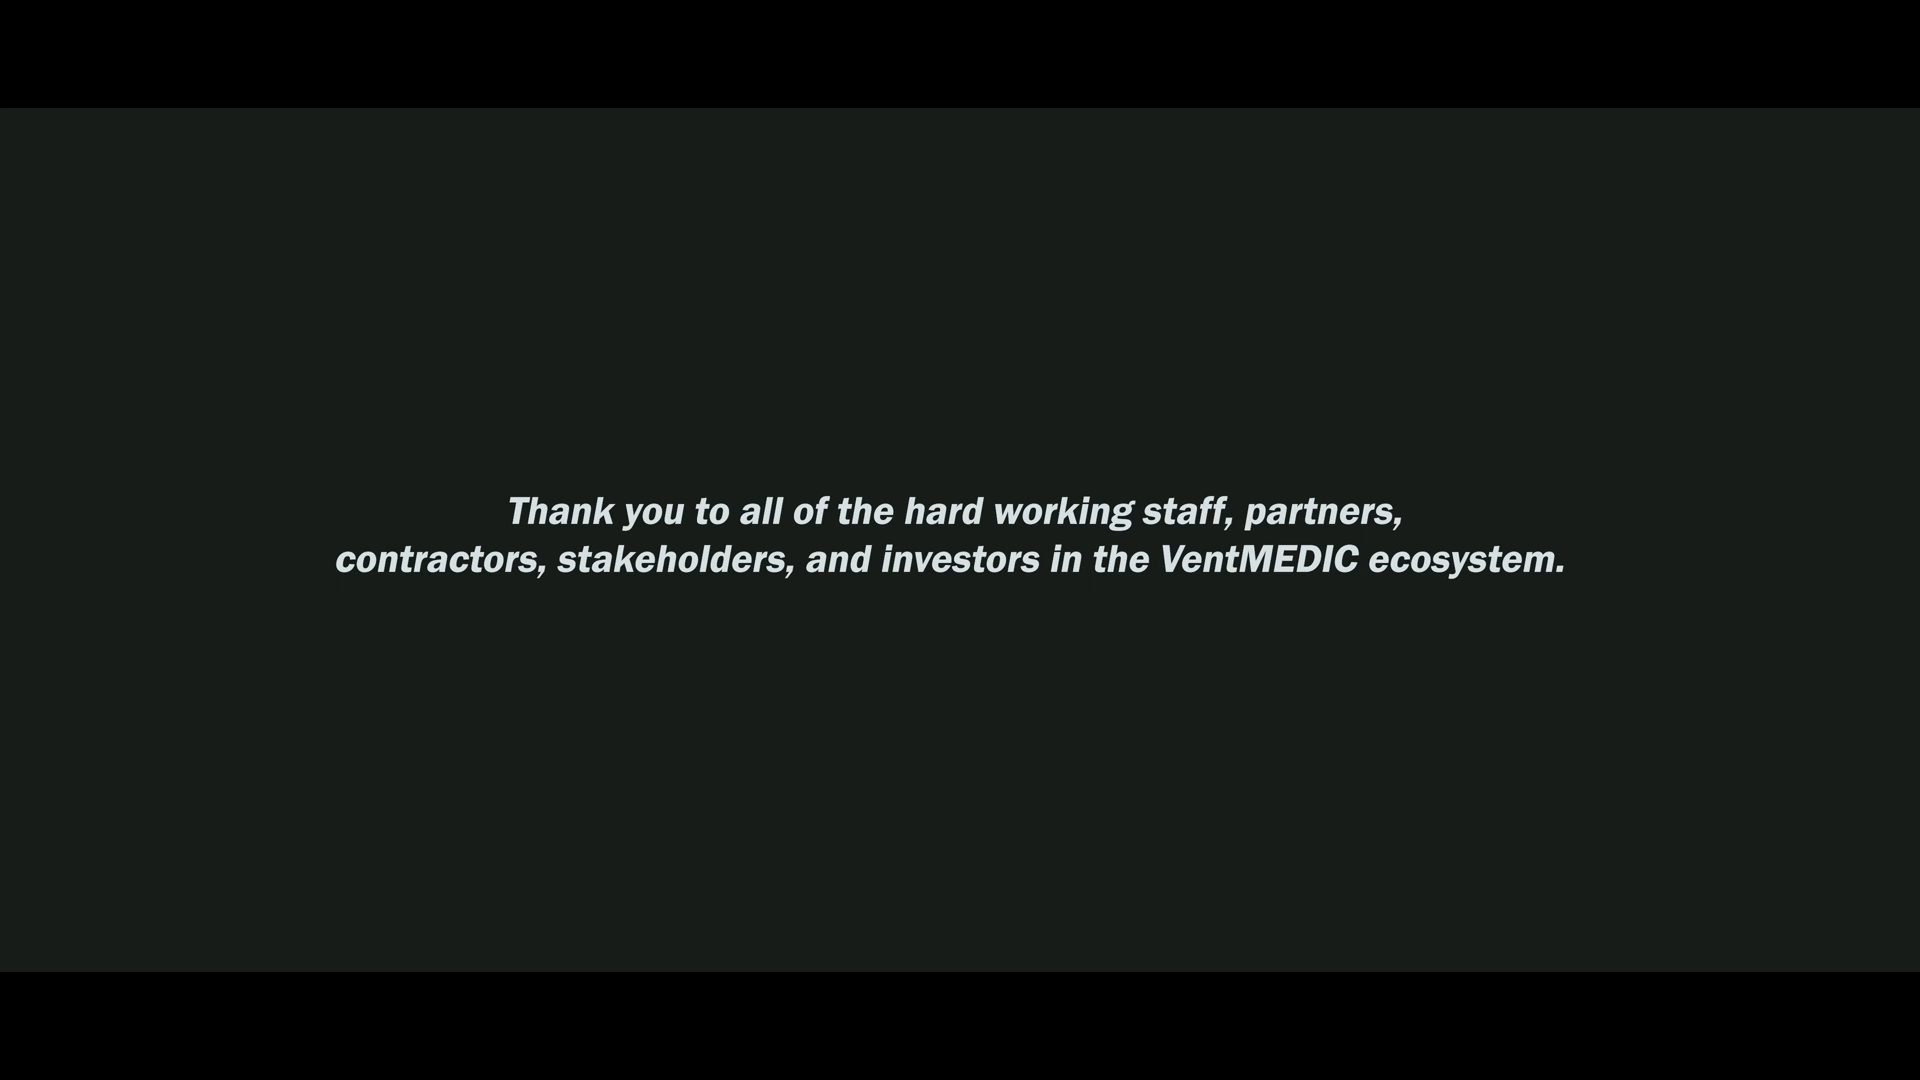 Thank you to all of the hard working staff, partners,
contractors, stakeholders, and investors in the VentMEDIC ecosystem.